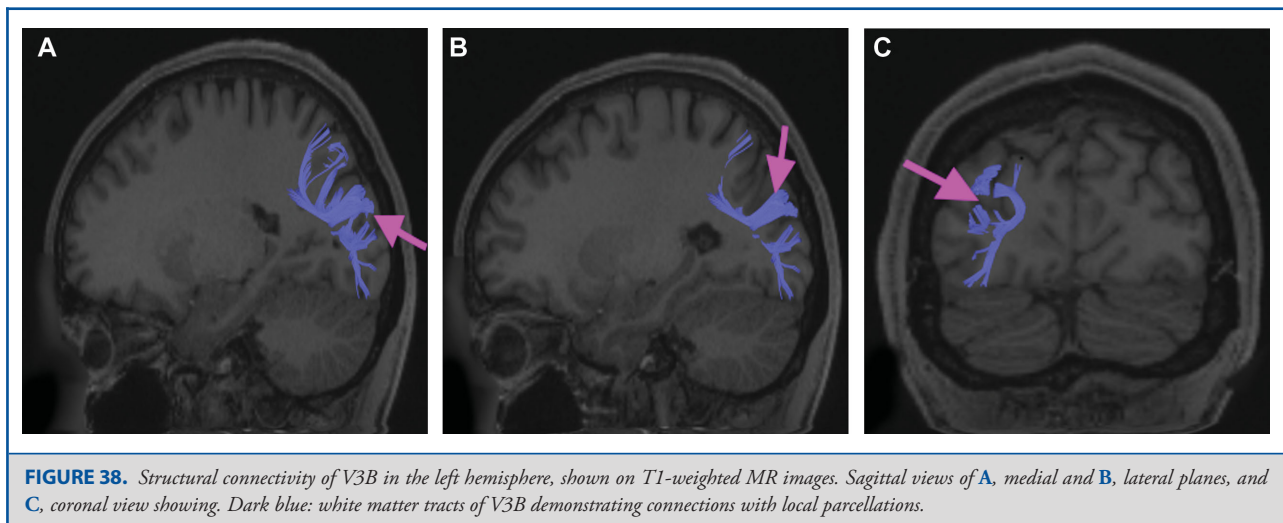 A
B
C
FIGURE 38. Structural connectivity of V3B in the left hemisphere, shown on T1-weighted MR images. Sagittal views of A, medial and B, lateral planes, and
C, coronal view showing. Dark blue: white matter tracts of V3B demonstrating connections with local parcellations.